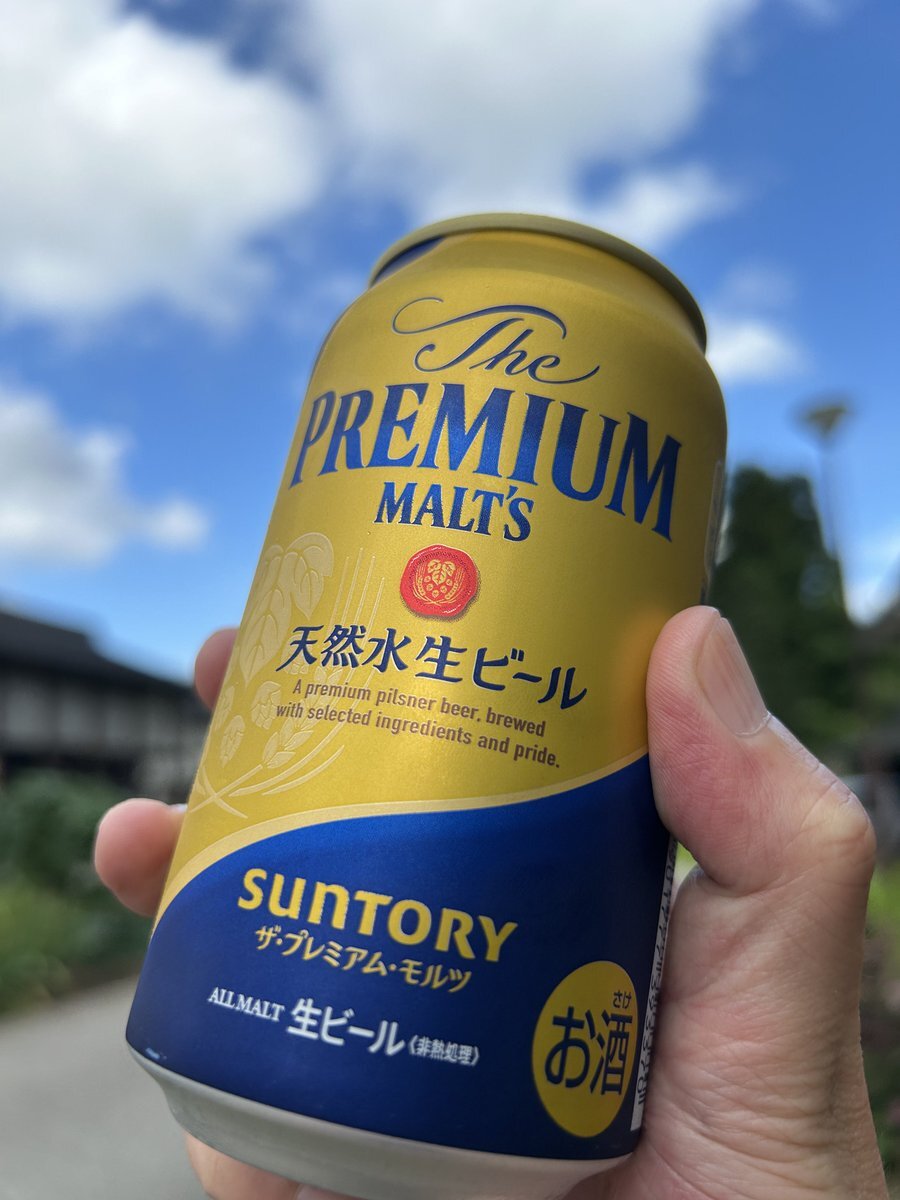 The
PREMIUM
MALT'S
天然水生ビール
A premium pilsner beer, brewed
with selected ingredients and pride.
SUNTORY
ザ・プレミアム・モルツ
ALL MALT 生ビール《非熱処理》
さけ
お酒